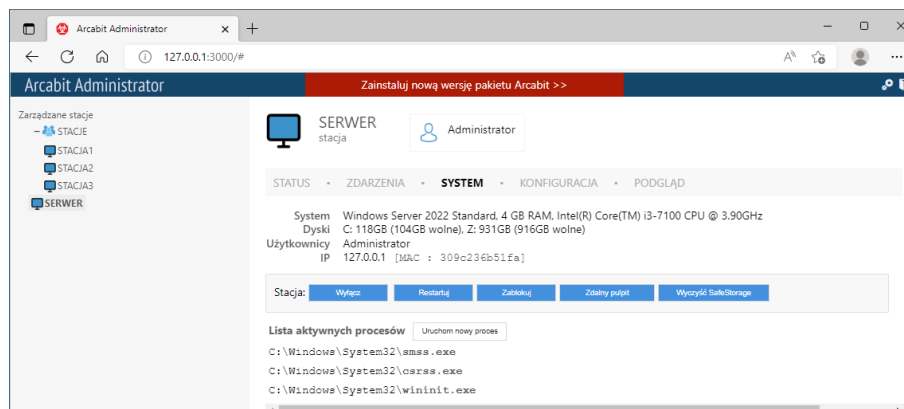 Arcabit Administrator
127.0.0.1:3000/#
Arcabit Administrator
Zainstaluj nową wersję pakietu Arcabit >>
Zarządzane stacje
STACJE
STACJA1
STACJA2
STACJA3
SERWER
SERWER
stacja
Administrator
STATUS • ZDARZENIA • SYSTEM • KONFIGURACJA • PODGLĄD
System Windows Server 2022 Standard, 4 GB RAM, Intel(R) Core(TM) i3-7100 CPU @ 3.90GHz
Dyski C: 118GB (104GB wolne), Z: 931GB (916GB wolne)
Użytkownicy Administrator
IP 127.0.0.1 [MAC : 309c236b51fa]
Stacja: Wyłącz Restartuj Zablokuj Zdalny pulpit Wyczyść SafeStorage
Lista aktywnych procesów Uruchom nowy proces
C:\Windows\System32\smss.exe
C:\Windows\System32\csrss.exe
C:\Windows\System32\wininit.exe